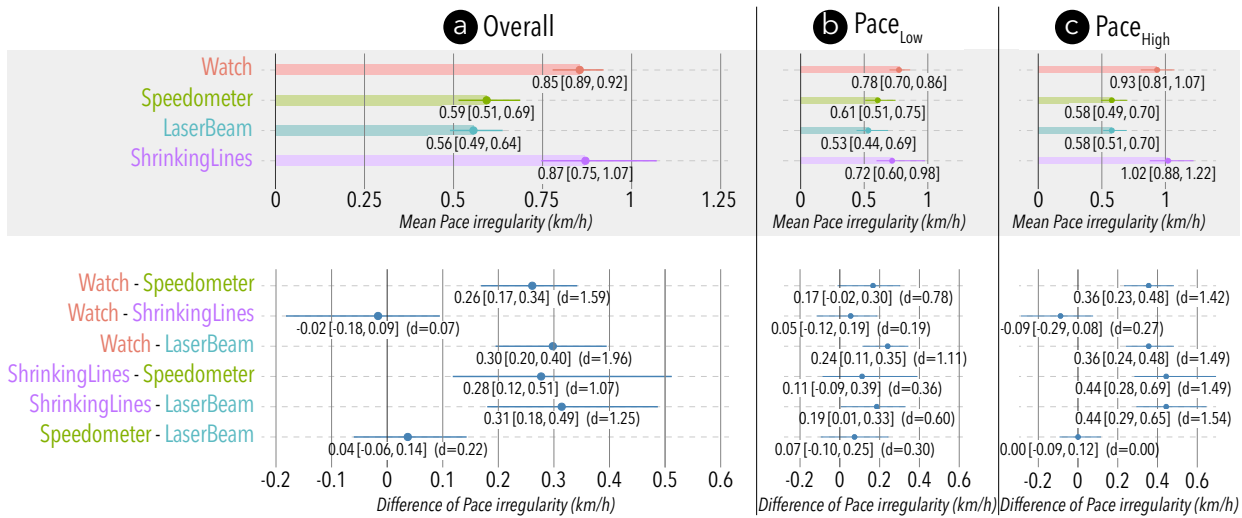 a Overall
b Pace Low
c Pace High
Watch
0.85 [0.89, 0.92]
0.78 [0.70, 0.86]
0.93 [0.81, 1.07]
Speedometer
0.59 [0.51, 0.69]
0.61 [0.51, 0.75]
0.58 [0.49, 0.70]
LaserBeam
0.56 [0.49, 0.64]
0.53 [0.44, 0.69]
0.58 [0.51, 0.70]
ShrinkingLines
0.87 [0.75, 1.07]
0.72 [0.60, 0.98]
1.02 [0.88, 1.22]
0 0.25 0.5 0.75 1 1.25
0 0.5 1
0 0.5 1
Mean Pace irregularity (km/h)
Mean Pace irregularity (km/h)
Mean Pace irregularity (km/h)
Watch - Speedometer
0.26 [0.17, 0.34] (d=1.59)
0.17 [-0.02, 0.30] (d=0.78)
0.36 [0.23, 0.48] (d=1.42)
Watch - ShrinkingLines
-0.02 [-0.18, 0.09] (d=0.07)
0.05 [-0.12, 0.19] (d=0.19)
-0.09 [-0.29, 0.08] (d=0.27)
Watch - LaserBeam
0.30 [0.20, 0.40] (d=1.96)
0.24 [0.11, 0.35] (d=1.11)
0.36 [0.24, 0.48] (d=1.49)
ShrinkingLines - Speedometer
0.28 [0.12, 0.51] (d=1.07)
0.11 [-0.09, 0.39] (d=0.36)
0.44 [0.28, 0.69] (d=1.49)
ShrinkingLines - LaserBeam
0.31 [0.18, 0.49] (d=1.25)
0.19 [0.01, 0.33] (d=0.60)
0.44 [0.29, 0.65] (d=1.54)
Speedometer - LaserBeam
0.04 [-0.06, 0.14] (d=0.22)
0.07 [-0.10, 0.25] (d=0.30)
0.00 [-0.09, 0.12] (d=0.00)
-0.2 -0.1 0 0.1 0.2 0.3 0.4 0.5 0.6
-0.2 0 0.2 0.4 0.6
-0.2 0 0.2 0.4 0.6
Difference of Pace irregularity (km/h)
Difference of Pace irregularity (km/h)
Difference of Pace irregularity (km/h)